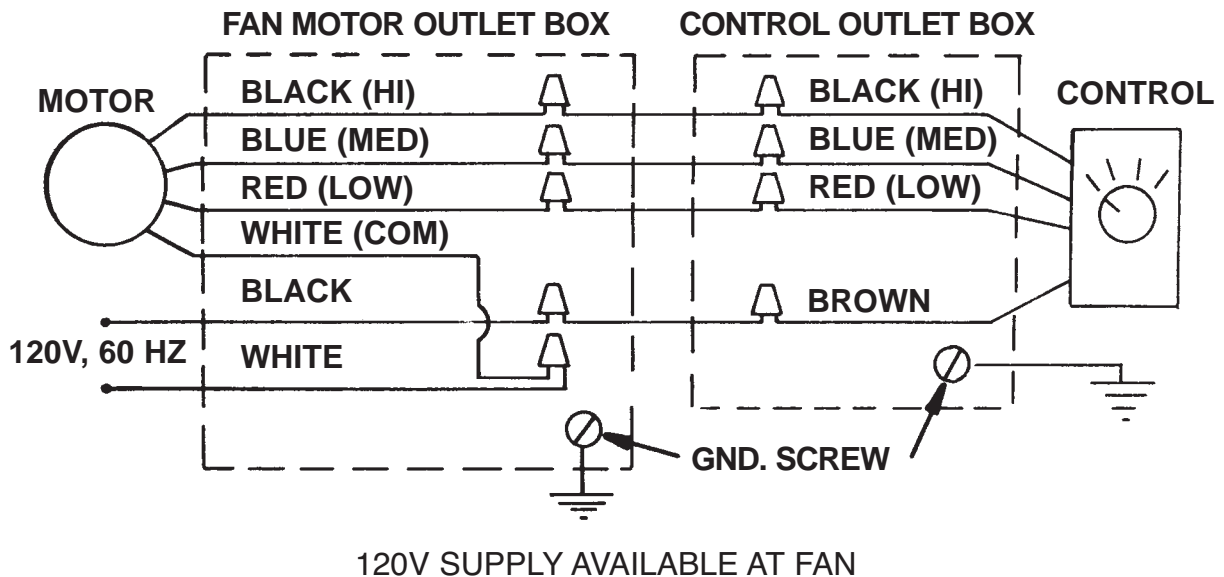 FAN MOTOR OUTLET BOX
CONTROL OUTLET BOX
MOTOR
BLACK (HI)
BLACK (HI)
CONTROL
BLUE (MED)
BLUE (MED)
RED (LOW)
RED (LOW)
WHITE (COM)
BLACK
BROWN
120V, 60 HZ
WHITE
GND. SCREW
120V SUPPLY AVAILABLE AT FAN